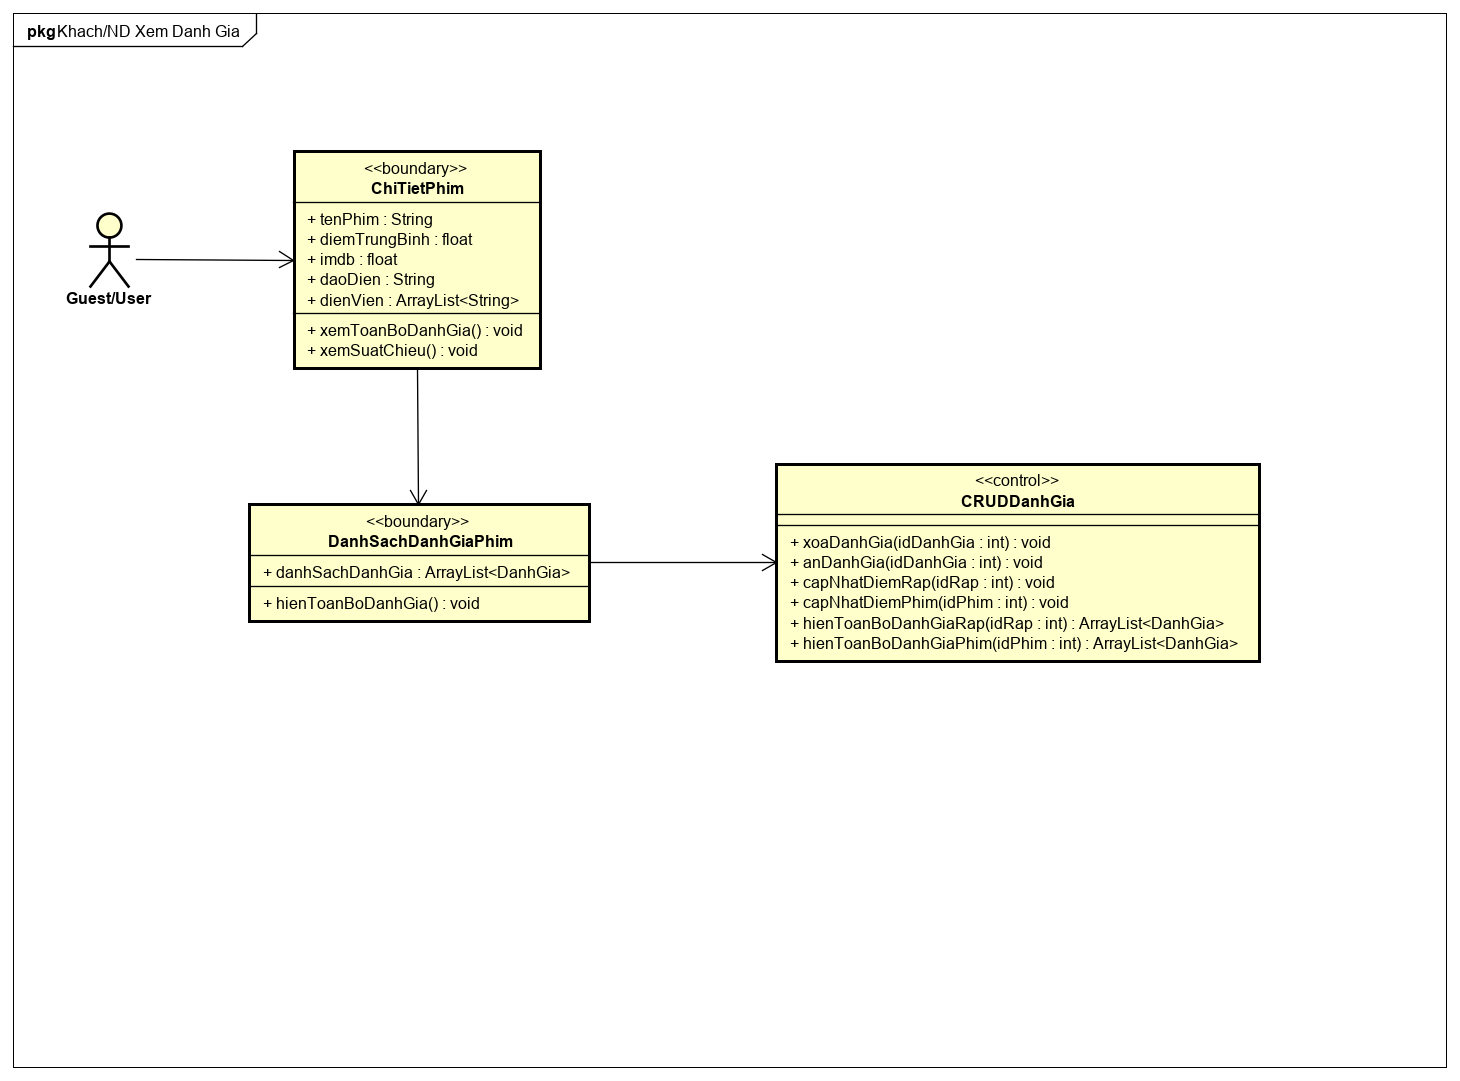 pkg Khach/ND Xem Danh Gia
<<boundary>>
ChiTietPhim
+ tenPhim : String
+ diemTrungBinh : float
+ imdb : float
+ daoDien : String
+ dienVien : ArrayList<String>
+ xemToanBoDanhGia() : void
+ xemSuatChieu() : void
Guest/User
<<boundary>>
DanhSachDanhGiaPhim
+ danhSachDanhGia : ArrayList<DanhGia>
+ hienToanBoDanhGia() : void
<<control>>
CRUDDanhGia
+ xoaDanhGia(idDanhGia : int) : void
+ anDanhGia(idDanhGia : int) : void
+ capNhatDiemRap(idRap : int) : void
+ capNhatDiemPhim(idPhim : int) : void
+ hienToanBoDanhGiaRap(idRap : int) : ArrayList<DanhGia>
+ hienToanBoDanhGiaPhim(idPhim : int) : ArrayList<DanhGia>